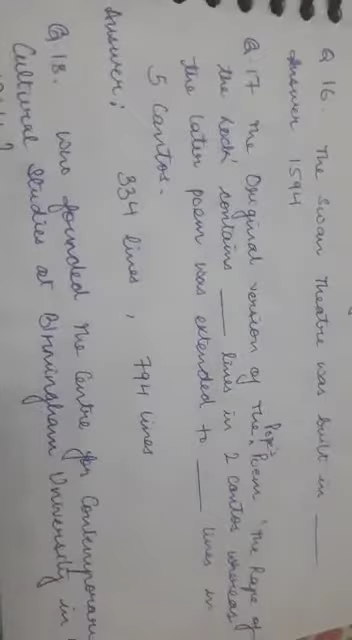 Q 16. The Swan Theatre was built in ____
Answer 1594
Q. 17 The Original version of the Pope's Poem 'The Rape of
the Lock' contains ____ lines in 2 cantos whereas
the later poem was extended to ____ lines in
5 cantos.
Answer: 334 lines, 794 lines
Q. 18. Who founded the Centre for Contemporary
Cultural Studies at Birmingham University in